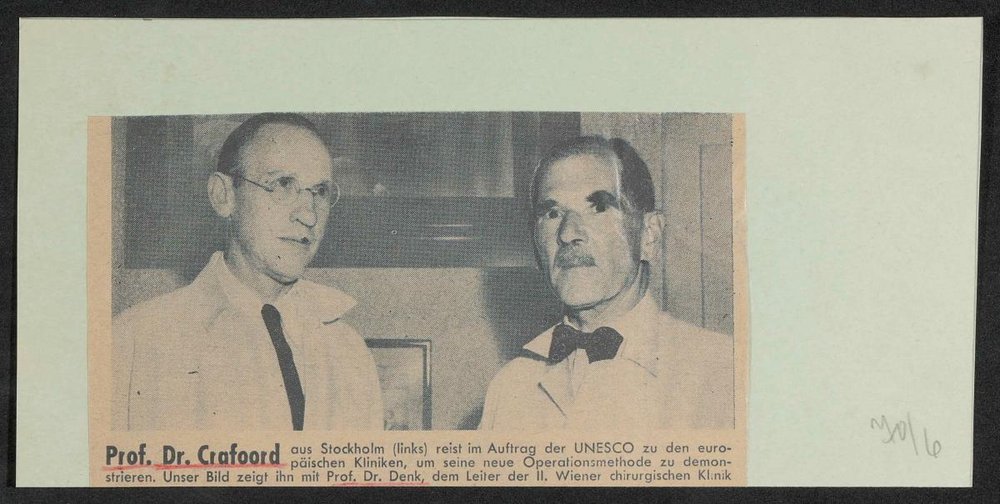 Prof. Dr. Crafoord aus Stockholm (links) reist im Auftrag der UNESCO zu den euro-
päischen Kliniken, um seine neue Operationsmethode zu demon-
strieren. Unser Bild zeigt ihn mit Prof. Dr. Denk, dem Leiter der II. Wiener chirurgischen Klinik